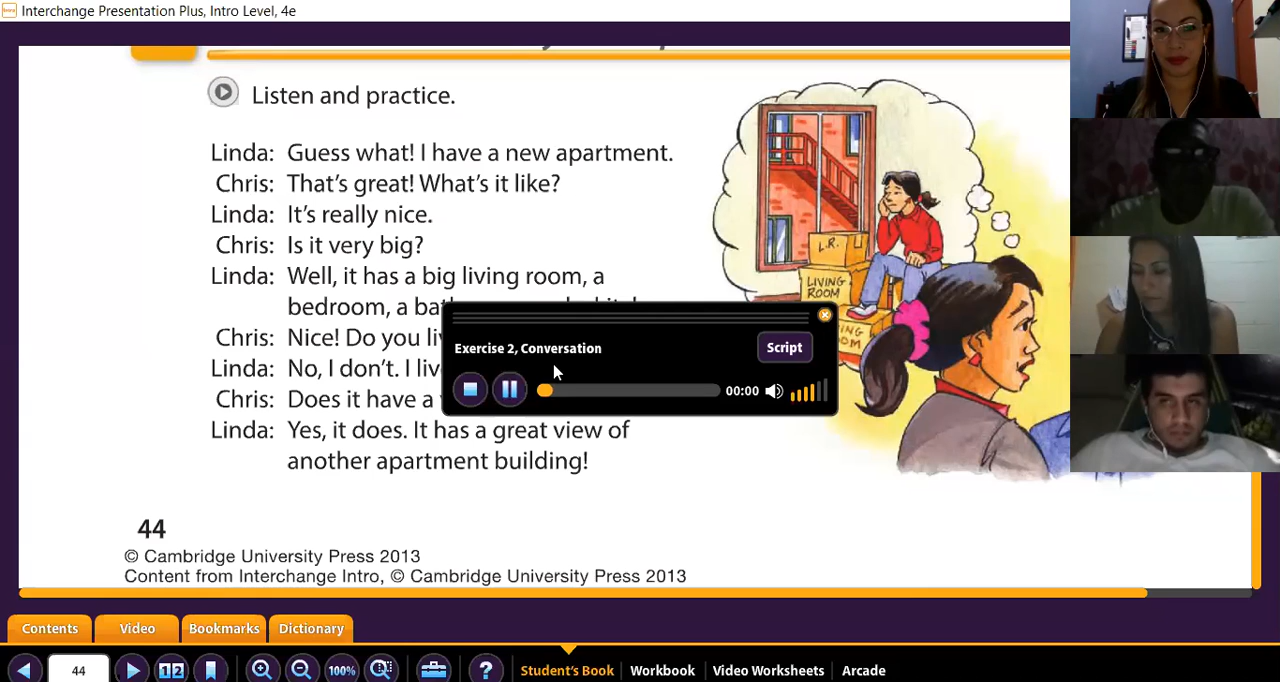 Interchange Presentation Plus, Intro Level, 4e
Listen and practice.
Linda: Guess what! I have a new apartment.
Chris: That's great! What's it like?
Linda: It's really nice.
Chris: Is it very big?
Linda: Well, it has a big living room, a
bedroom, a
Chris: Nice! Do you
Linda: No, I don't. I
Chris: Does it have a
Linda: Yes, it does. It has a great view of
another apartment building!
L.R.
LIVING
ROOM
Exercise 2, Conversation
Script
00:00
44
© Cambridge University Press 2013
Content from Interchange Intro, © Cambridge University Press 2013
Contents Video Bookmarks Dictionary
44 1 2 100% ? Student's Book Workbook Video Worksheets Arcade